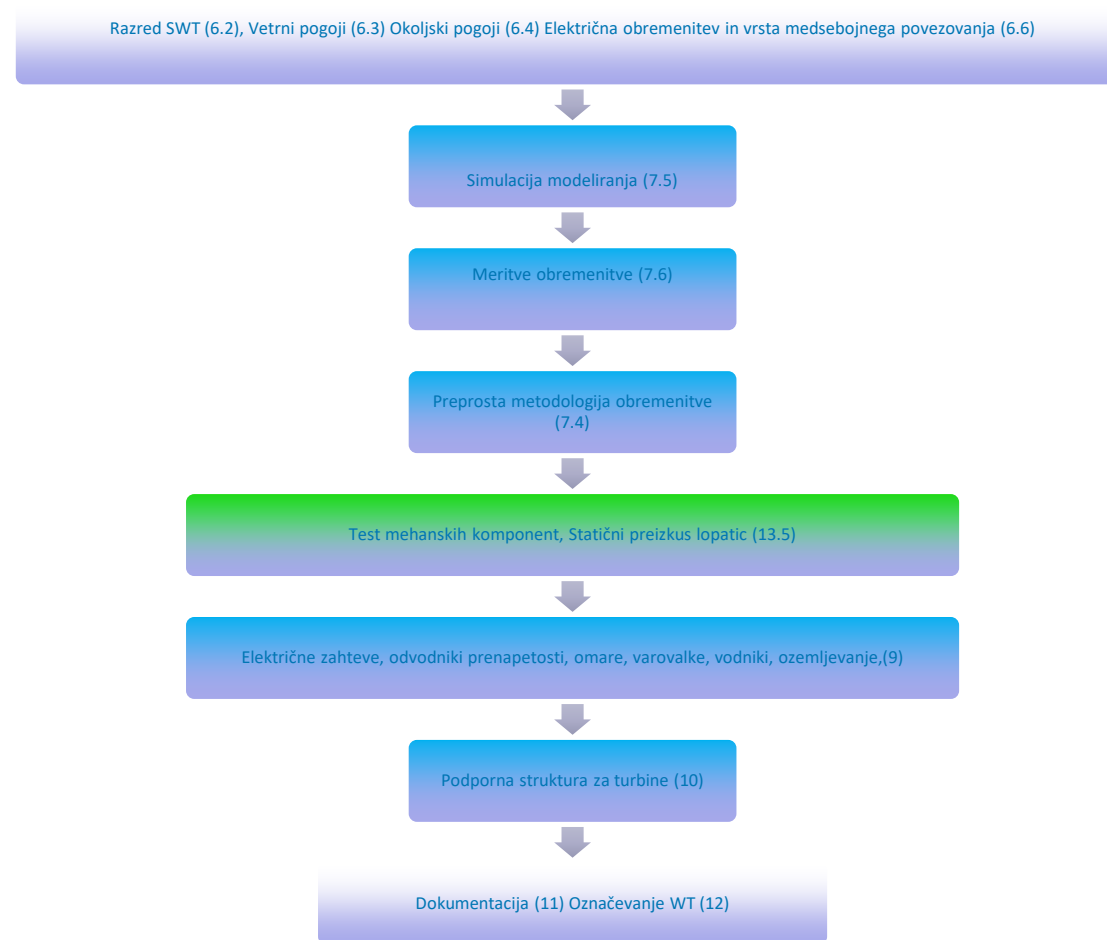 Razred SWT (6.2), Vetrni pogoji (6.3) Okoljski pogoji (6.4) Električna obremenitev in vrsta medsebojnega povezovanja (6.6)
Simulacija modeliranja (7.5)
Meritve obremenitve (7.6)
Preprosta metodologija obremenitve
(7.4)
Test mehanskih komponent, Statični preizkus lopatic (13.5)
Električne zahteve, odvodniki prenapetosti, omare, varovalke, vodniki, ozemljevanje,(9)
Podporna struktura za turbine (10)
Dokumentacija (11) Označevanje WT (12)